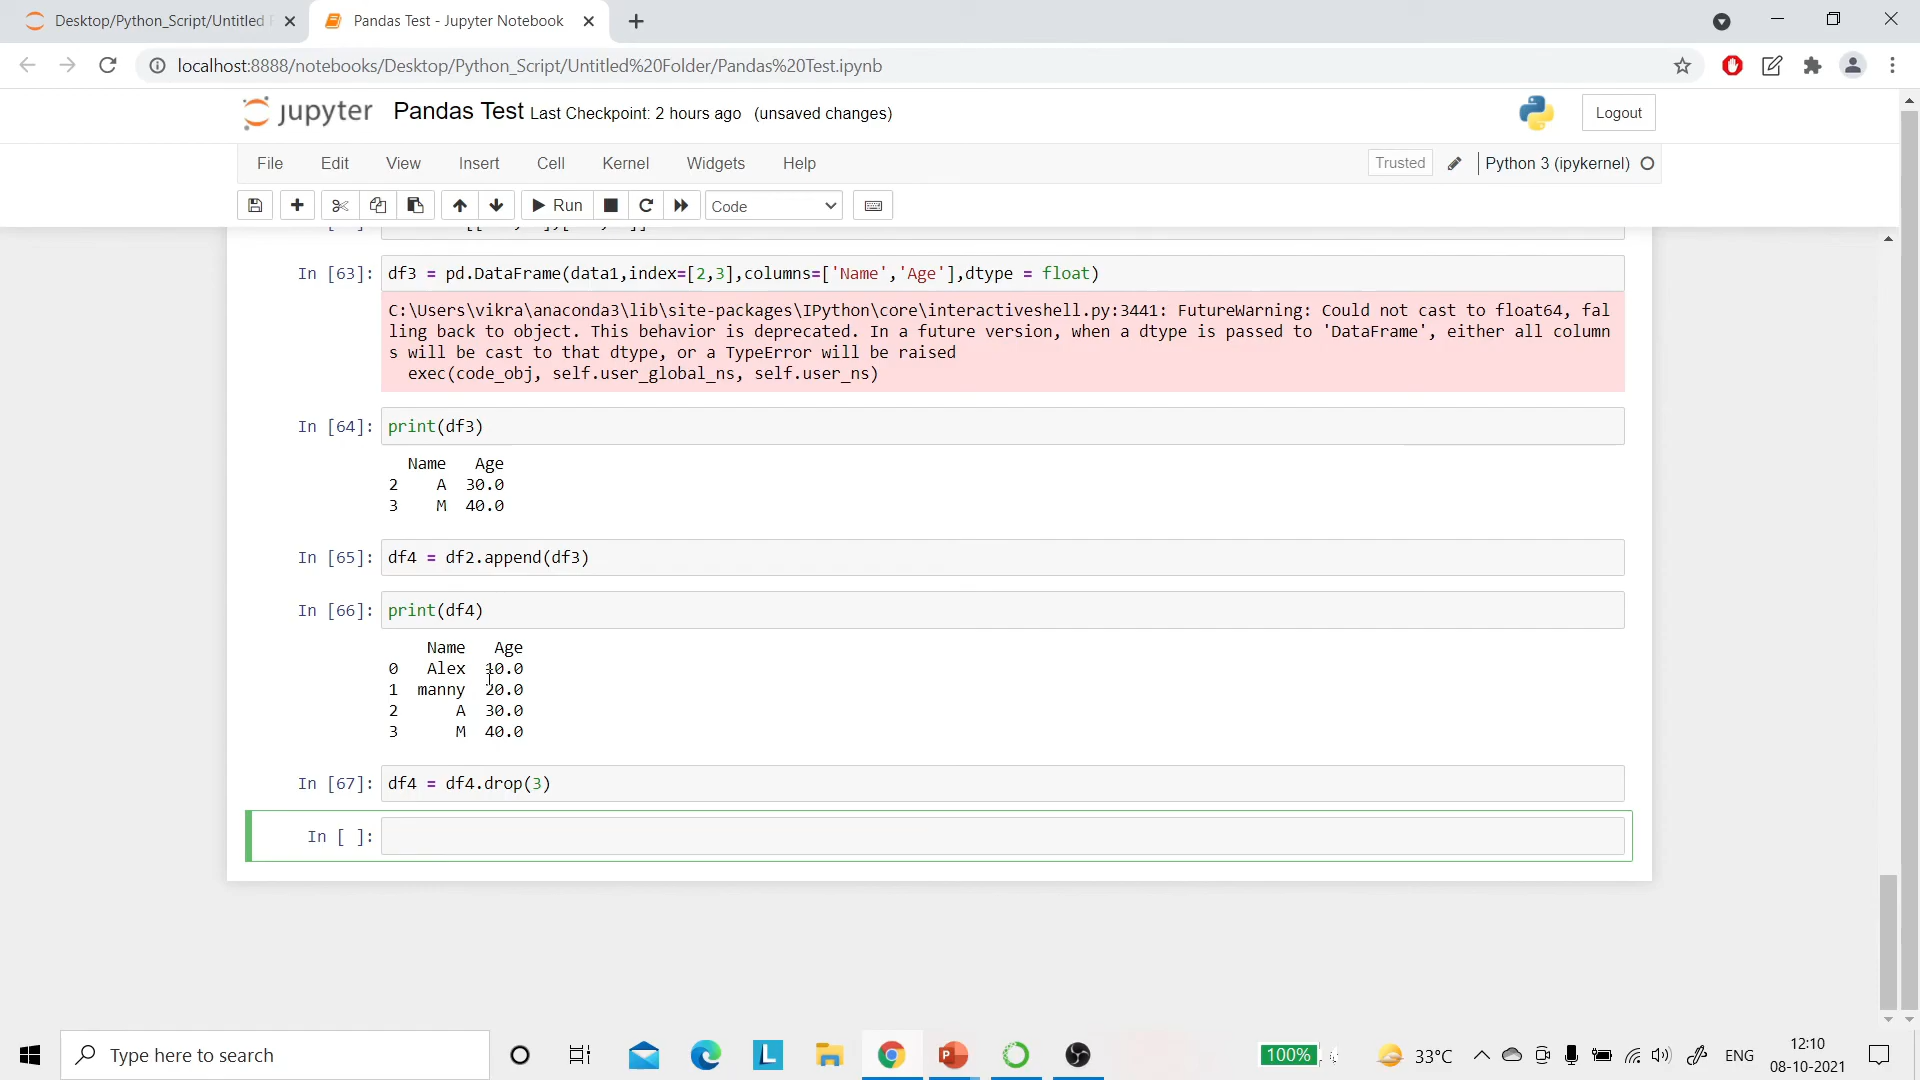 Desktop/Python_Script/Untitled
Pandas Test - Jupyter Notebook
localhost:8888/notebooks/Desktop/Python_Script/Untitled%20Folder/Pandas%20Test.ipynb
jupyter Pandas Test Last Checkpoint: 2 hours ago (unsaved changes)
Logout
File Edit View Insert Cell Kernel Widgets Help
Trusted Python 3 (ipykernel)
Run Code
In [63]: df3 = pd.DataFrame(data1,index=[2,3],columns=['Name','Age'],dtype = float)
C:\Users\vikra\anaconda3\lib\site-packages\IPython\core\interactiveshell.py:3441: FutureWarning: Could not cast to float64, fal
ling back to object. This behavior is deprecated. In a future version, when a dtype is passed to 'DataFrame', either all column
s will be cast to that dtype, or a TypeError will be raised
exec(code_obj, self.user_global_ns, self.user_ns)
In [64]: print(df3)
Name Age
2 A 30.0
3 M 40.0
In [65]: df4 = df2.append(df3)
In [66]: print(df4)
Name Age
0 Alex 10.0
1 manny 20.0
2 A 30.0
3 M 40.0
In [67]: df4 = df4.drop(3)
In [ ]:
Type here to search
L
100%
33°C
ENG
12:10
08-10-2021